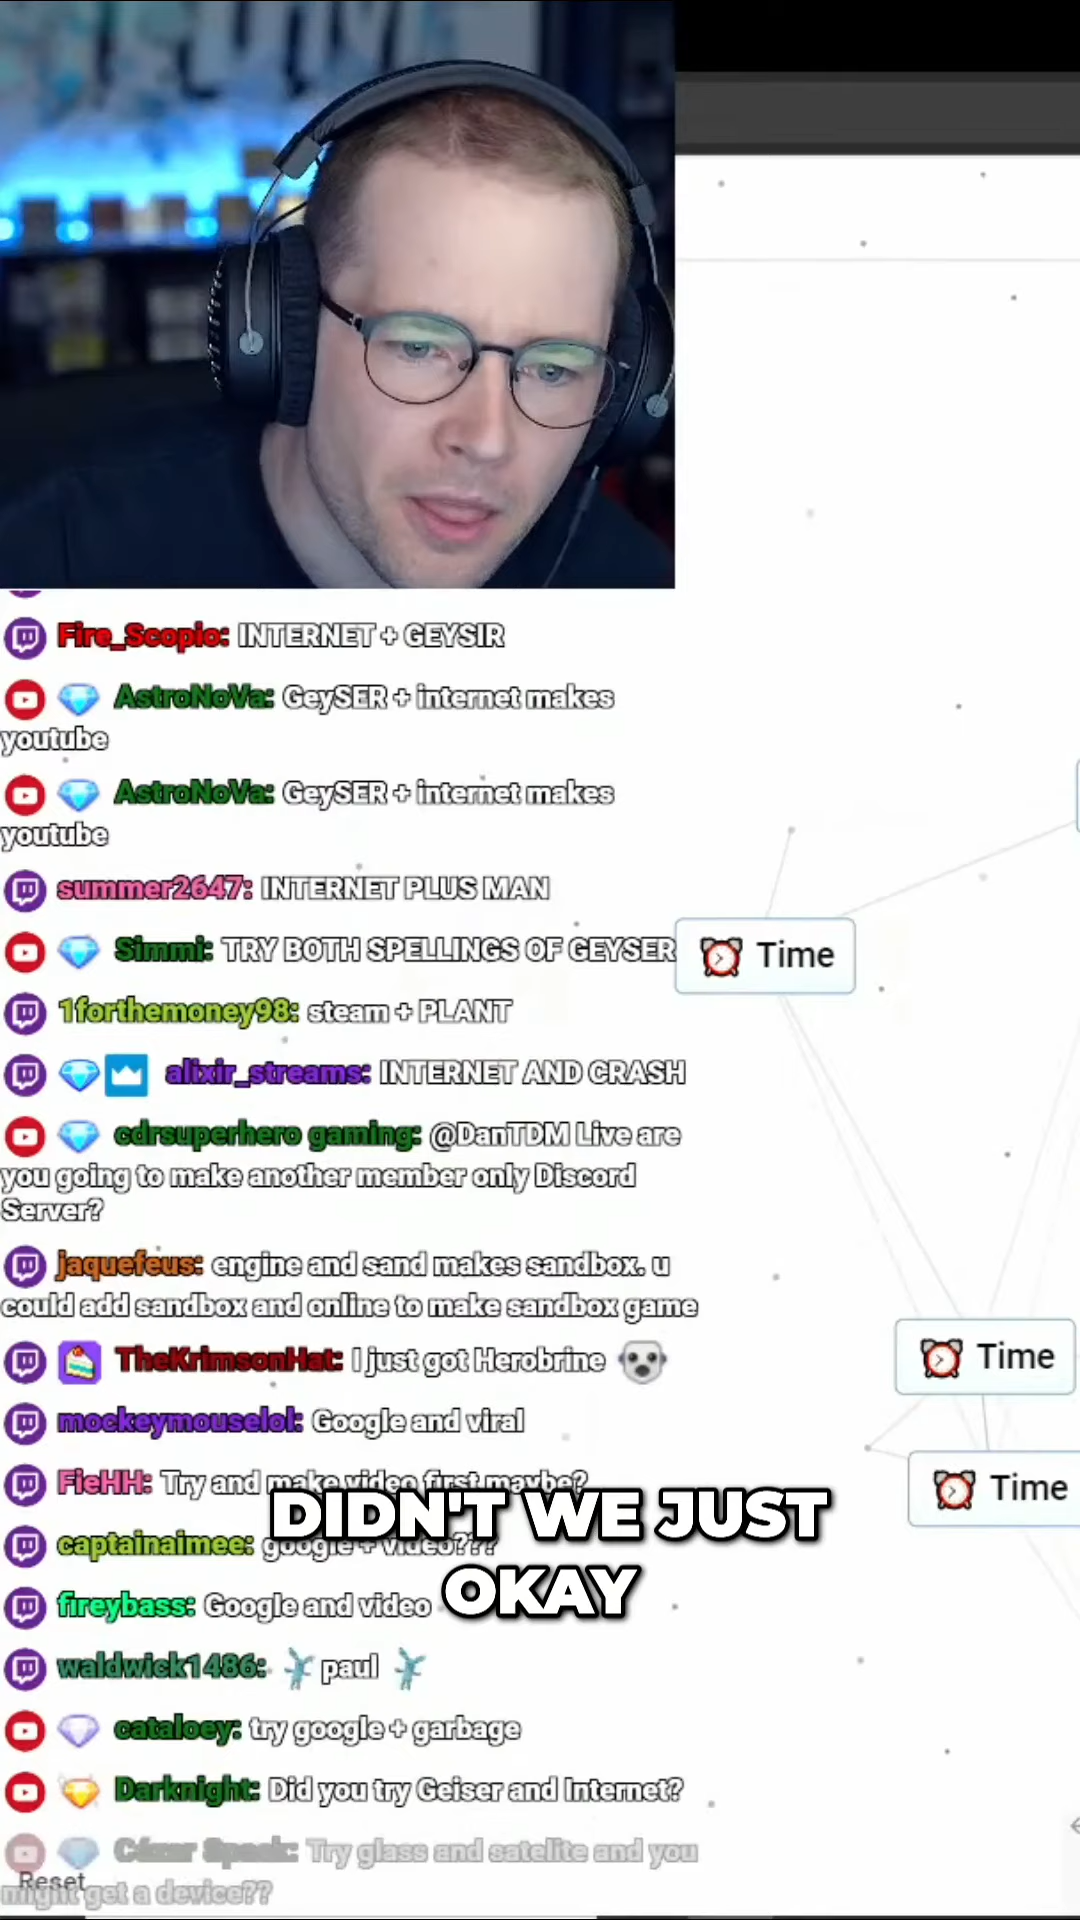 Fire_Scopio: INTERNET + GEYSIR
AstroNoVa: GeySER + internet makes
youtube
AstroNoVa: GeySER + internet makes
youtube
summer2647: INTERNET PLUS MAN
Simmi: TRY BOTH SPELLINGS OF GEYSER
Time
1forthemoney98: steam + PLANT
alixir_streams: INTERNET AND CRASH
cdrsuperhero gaming: @DanTDM Live are
you going to make another member only Discord
Server?
jaquefeus: engine and sand makes sandbox. u
could add sandbox and online to make sandbox game
TheKrimsonHat: I just got Herobrine
Time
mockeymouselol: Google and viral
FieHH: Try and make video first maybe?
Time
DIDN'T WE JUST
OKAY
captainaimee: google + video???
fireybass: Google and video
waldwick1486: paul
cataloey: try google + garbage
Darknight: Did you try Geiser and Internet?
Try glass and satelite and you
might get a device??
Reset